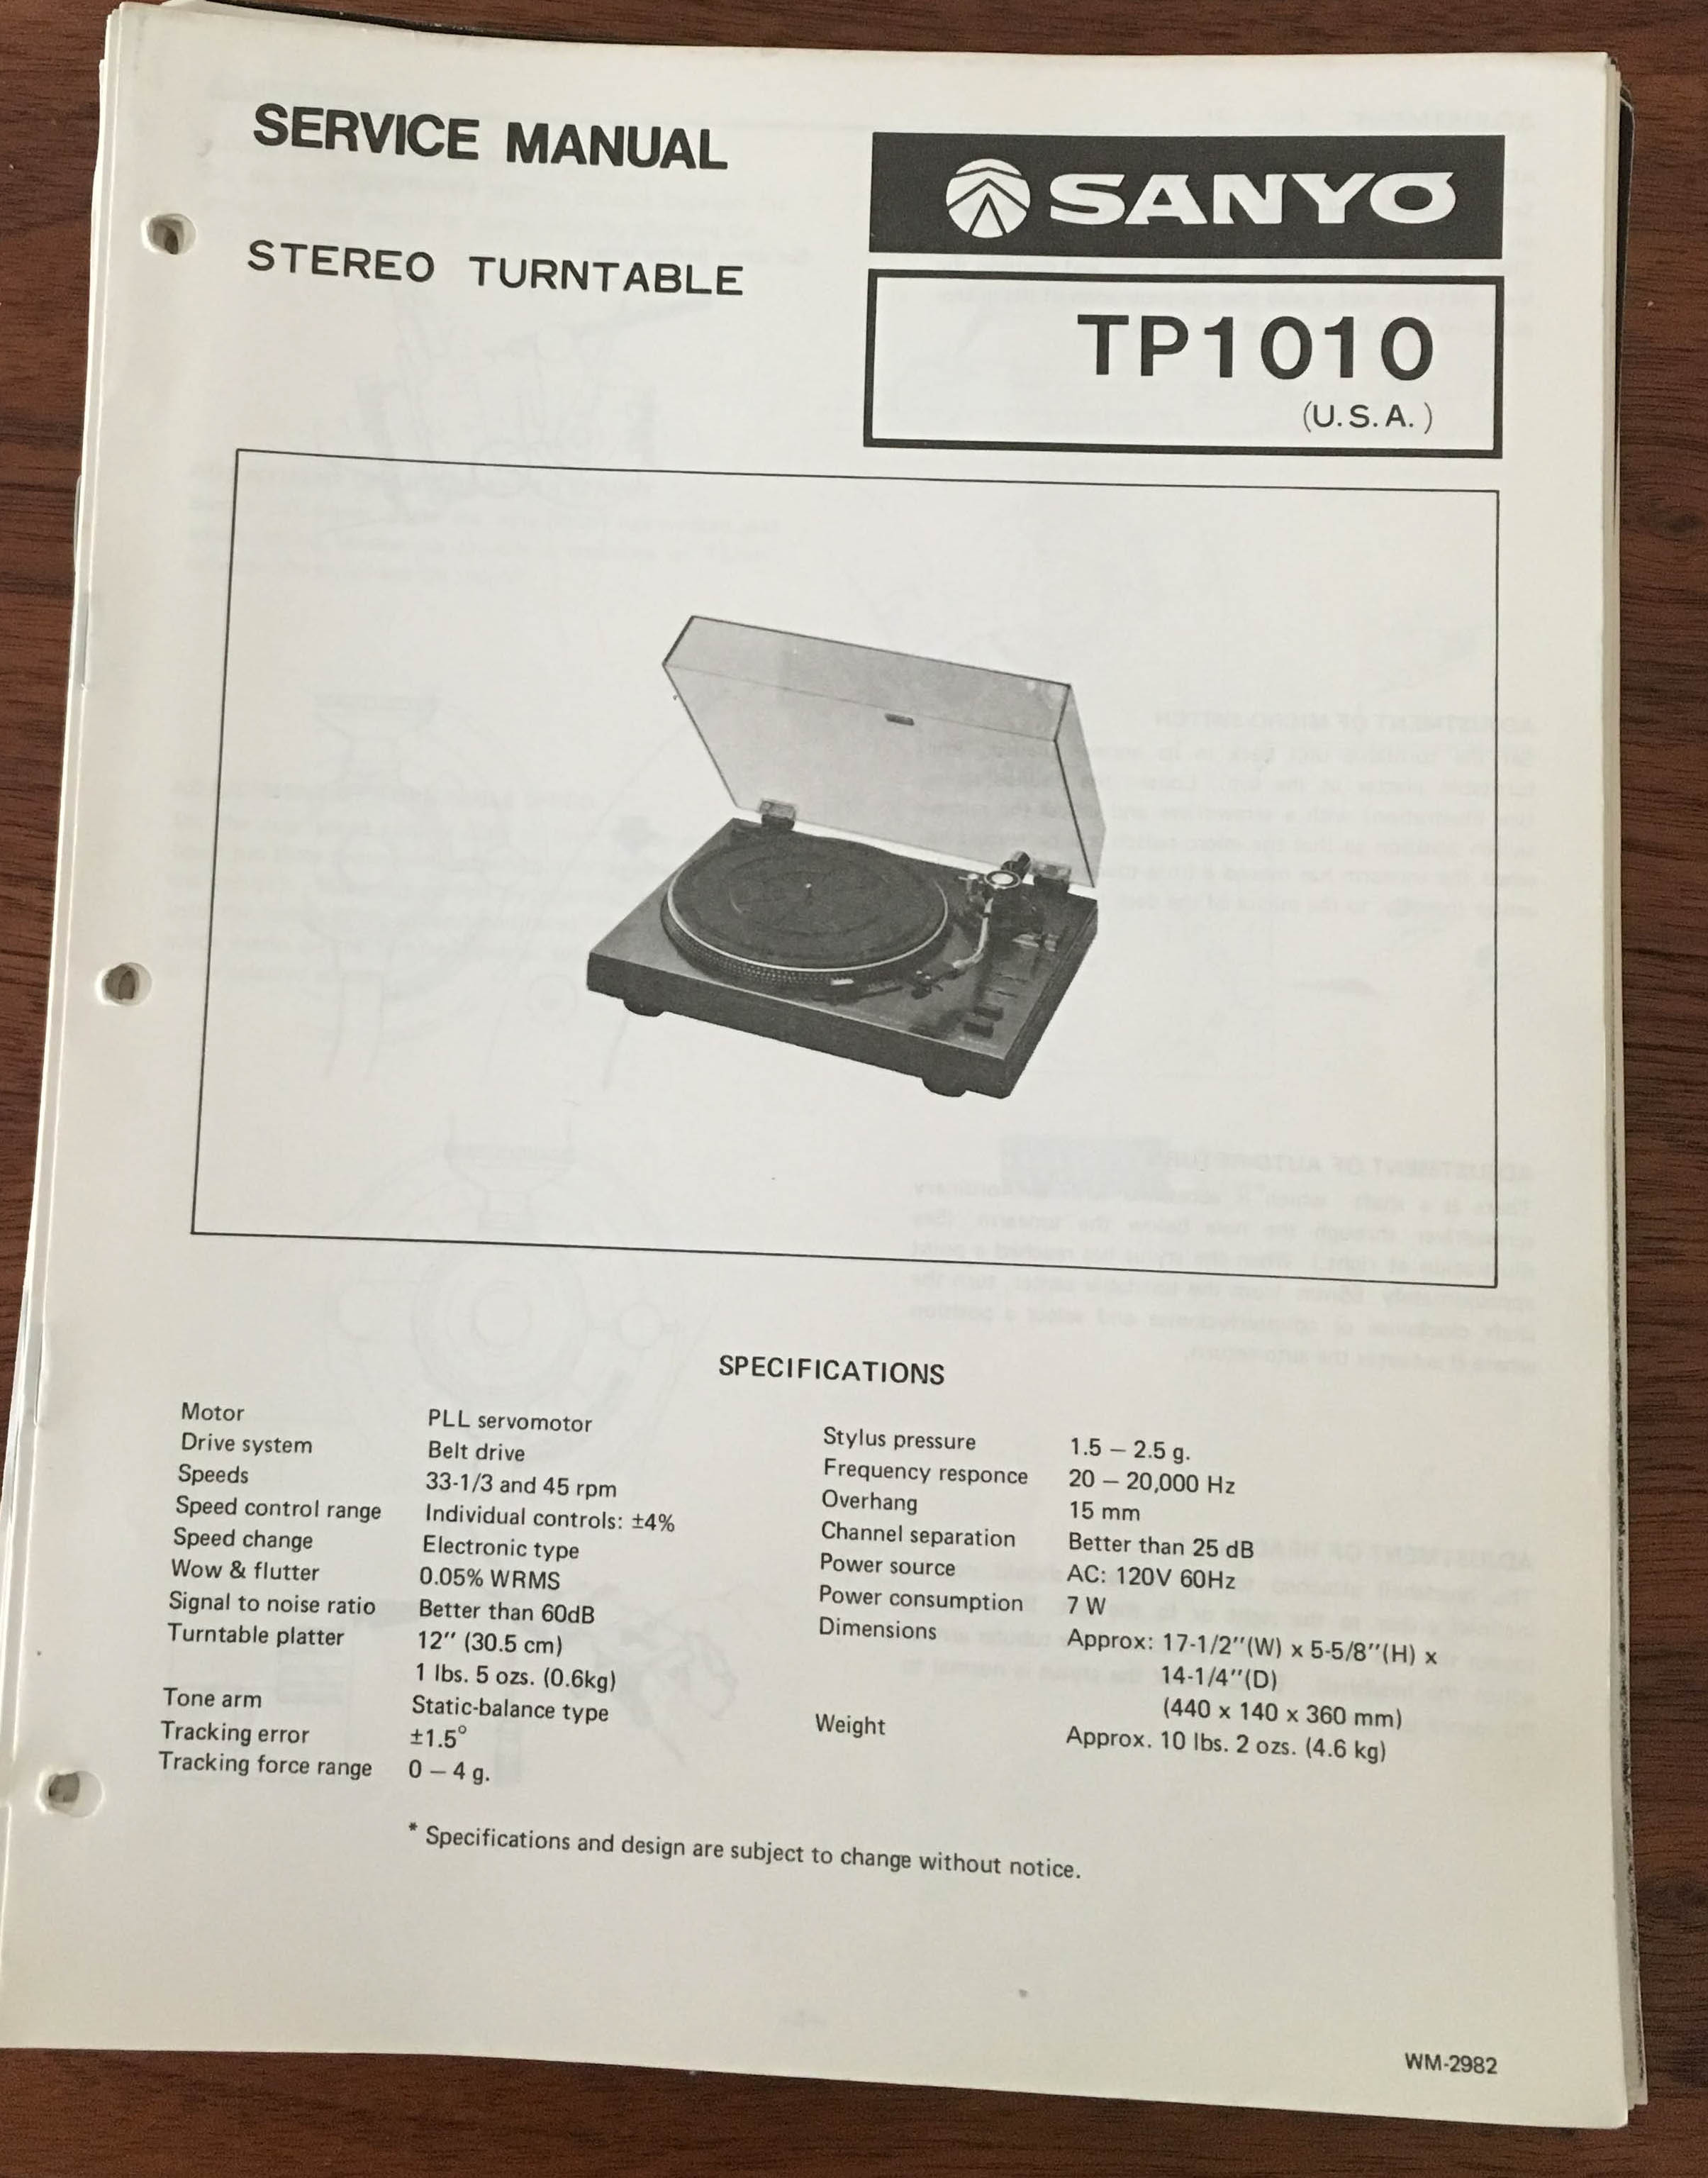 SERVICE MANUAL
STEREO TURNTABLE
SANYO
TP1010
(U.S.A.)
SPECIFICATIONS
Motor PLL servomotor
Drive system Belt drive
Speeds 33-1/3 and 45 rpm
Speed control range Individual controls: ±4%
Speed change Electronic type
Wow & flutter 0.05% WRMS
Signal to noise ratio Better than 60dB
Turntable platter 12" (30.5 cm)
1 lbs. 5 ozs. (0.6kg)
Tone arm Static-balance type
Tracking error ±1.5°
Tracking force range 0 – 4 g.
Stylus pressure 1.5 – 2.5 g.
Frequency responce 20 – 20,000 Hz
Overhang 15 mm
Channel separation Better than 25 dB
Power source AC: 120V 60Hz
Power consumption 7 W
Dimensions Approx: 17-1/2"(W) x 5-5/8"(H) x
14-1/4"(D)
(440 x 140 x 360 mm)
Weight Approx. 10 lbs. 2 ozs. (4.6 kg)
* Specifications and design are subject to change without notice.
WM-2982